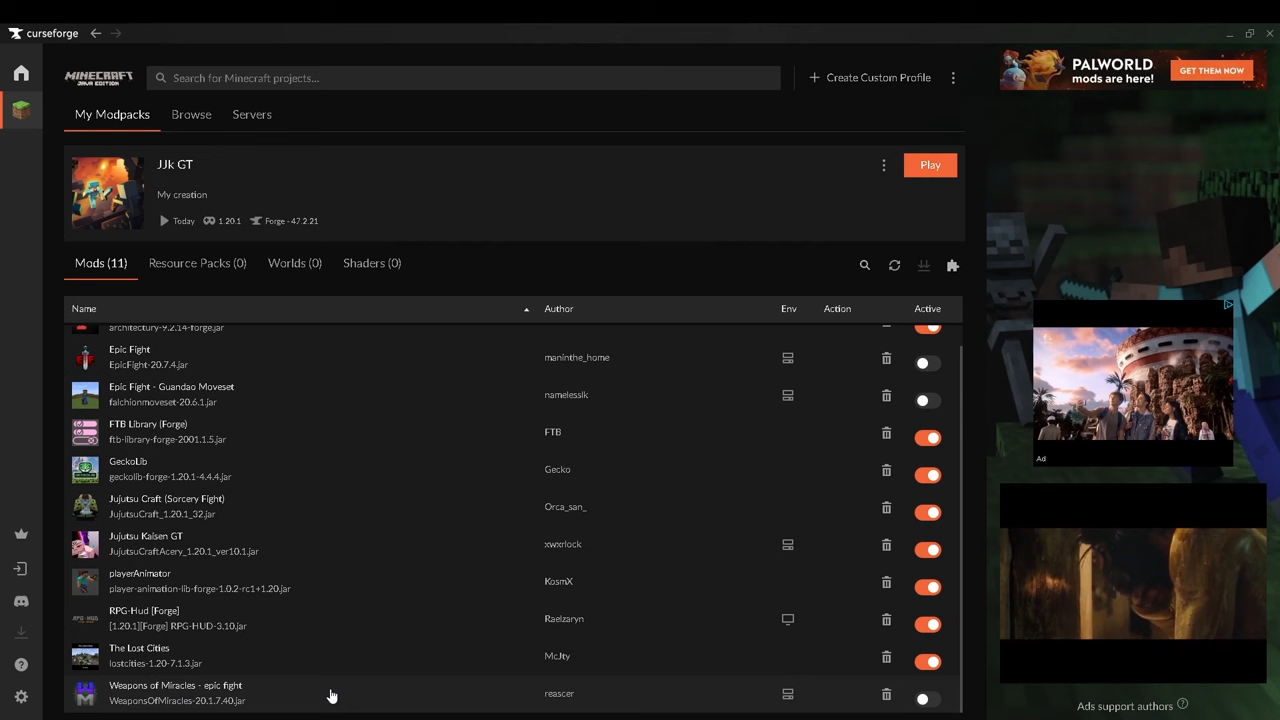 curseforge
MINECRAFT
JAVA EDITION
Search for Minecraft projects...
Create Custom Profile
PALWORLD
mods are here!
GET THEM NOW
My Modpacks
Browse
Servers
JJk GT
My creation
Today
1.20.1
Forge - 47.2.21
Play
Mods (11)
Resource Packs (0)
Worlds (0)
Shaders (0)
Name
Author
Env
Action
Active
architectury-9.2.14-forge.jar
Epic Fight
EpicFight-20.7.4.jar
maninthe_home
Epic Fight - Guandao Moveset
falchionmoveset-20.6.1.jar
namelesslk
FTB Library (Forge)
ftb-library-forge-2001.1.5.jar
FTB
GeckoLib
geckolib-forge-1.20.1-4.4.4.jar
Gecko
Jujutsu Craft (Sorcery Fight)
JujutsuCraft_1.20.1_32.jar
Orca_san_
Jujutsu Kaisen GT
JujutsuCraftAcery_1.20.1_ver10.1.jar
xwxrlock
playerAnimator
player-animation-lib-forge-1.0.2-rc1+1.20.jar
KosmX
RPG-Hud [Forge]
[1.20.1][Forge] RPG-HUD-3.10.jar
Raelzaryn
The Lost Cities
lostcities-1.20-7.1.3.jar
McJty
Weapons of Miracles - epic fight
WeaponsOfMiracles-20.1.7.40.jar
reascer
Ad
Ads support authors